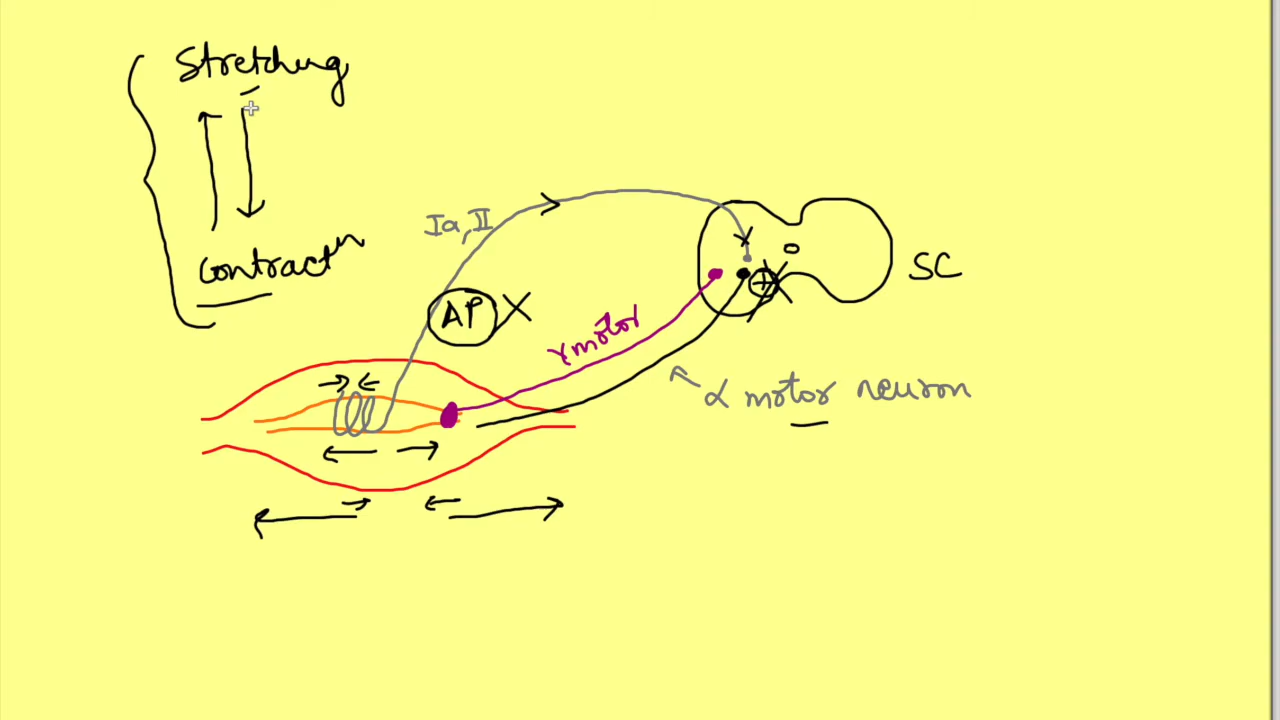 Stretching
contractn
Ia, II
AP
SC
γ motor
α motor neuron